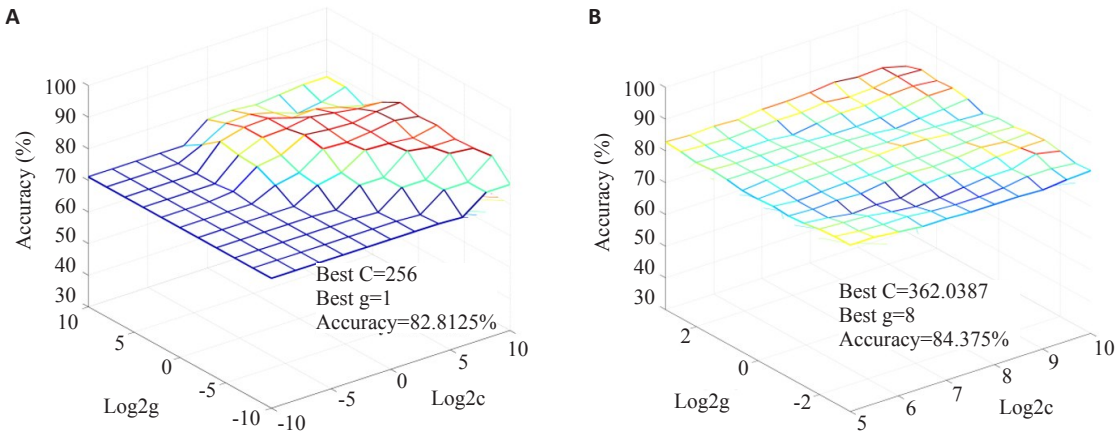 A
100
90
80
70
60
50
40
30
Accuracy (%)
10
5
0
-5
-10
Log2g
-10
-5
0
5
10
Log2c
Best C=256
Best g=1
Accuracy=82.8125%
B
100
90
80
70
60
50
40
30
Accuracy (%)
2
0
-2
Log2g
5
6
7
8
9
10
Log2c
Best C=362.0387
Best g=8
Accuracy=84.375%